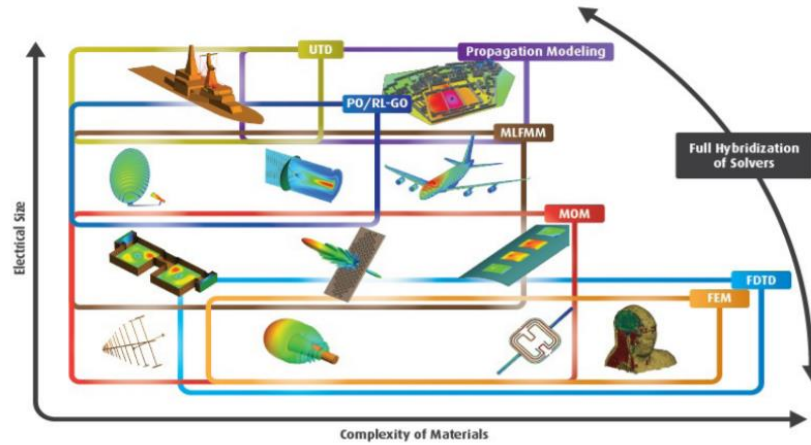 UTD
Propagation Modeling
PO/RL-GO
MLFMM
Full Hybridization
of Solvers
MOM
FDTD
FEM
Electrical Size
Complexity of Materials